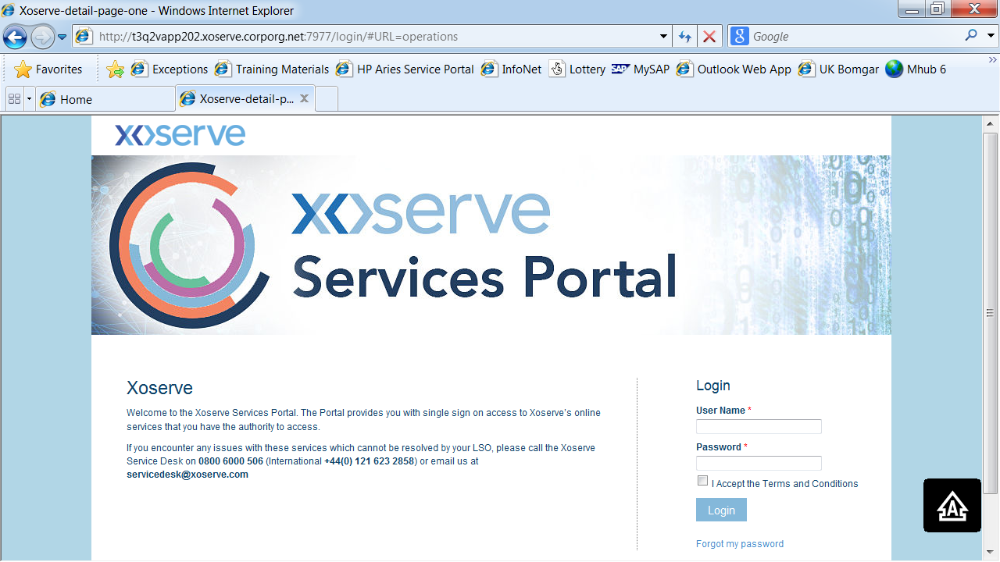 Xoserve-detail-page-one - Windows Internet Explorer
http://t3q2vapp202.xoserve.corporg.net:7977/login/#URL=operations
Google
Favorites
Exceptions
Training Materials
HP Aries Service Portal
InfoNet
Lottery
SAP
MySAP
Outlook Web App
UK Bomgar
Mhub 6
Home
Xoserve-detail-p...
xoserve
xoserve
Services Portal
Xoserve
Welcome to the Xoserve Services Portal. The Portal provides you with single sign on access to Xoserve's online
services that you have the authority to access.
If you encounter any issues with these services which cannot be resolved by your LSO, please call the Xoserve
Service Desk on 0800 6000 506 (International +44(0) 121 623 2858) or email us at
servicedesk@xoserve.com
Login
User Name *
Password *
I Accept the Terms and Conditions
Login
Forgot my password
A